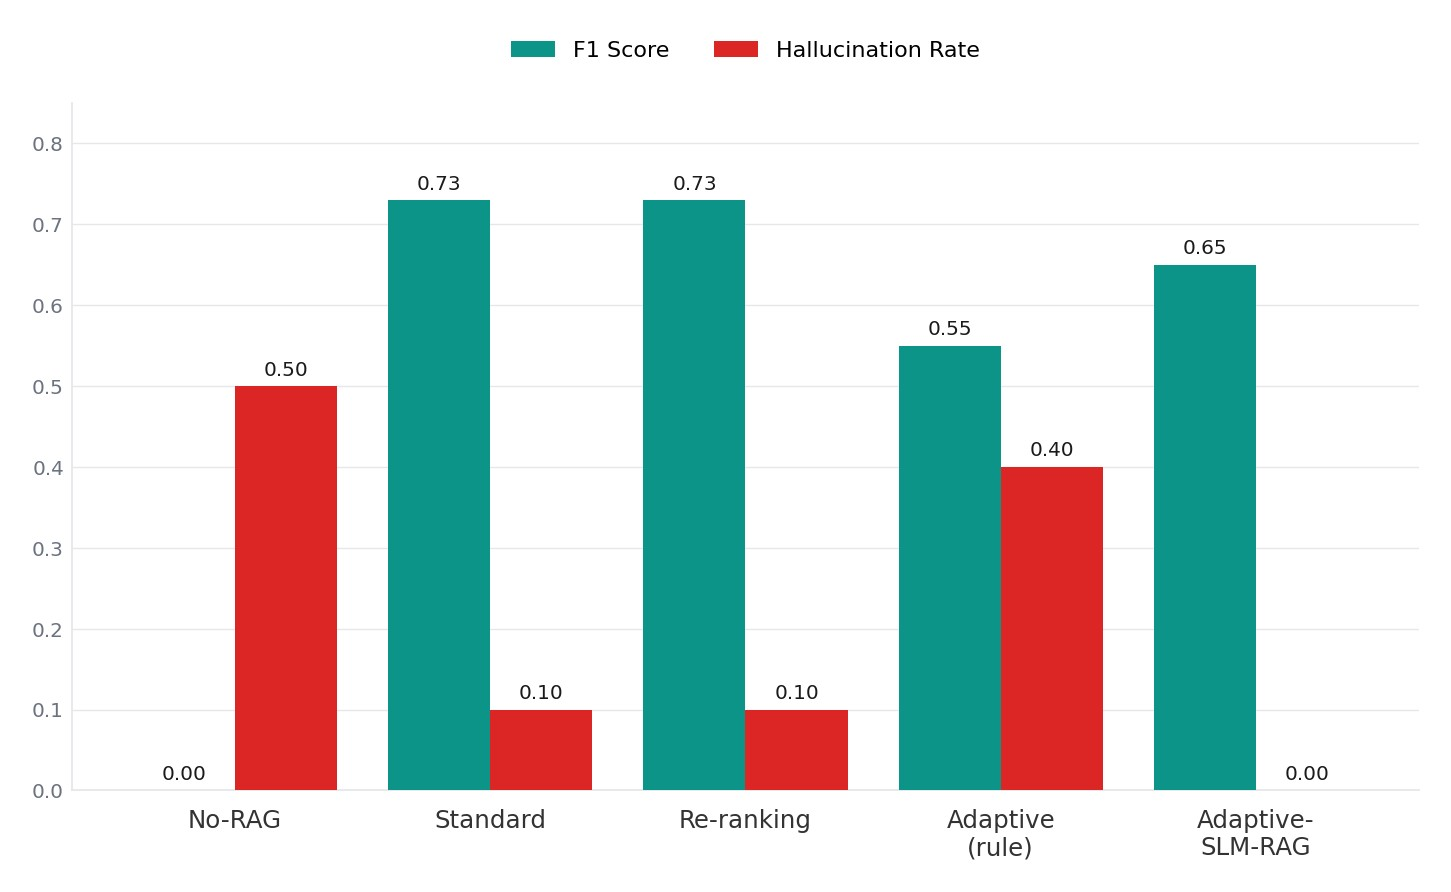 F1 Score
Hallucination Rate
0.8
0.7
0.6
0.5
0.4
0.3
0.2
0.1
0.0
0.00
0.50
0.73
0.10
0.73
0.10
0.55
0.40
0.65
0.00
No-RAG
Standard
Re-ranking
Adaptive
(rule)
Adaptive-
SLM-RAG